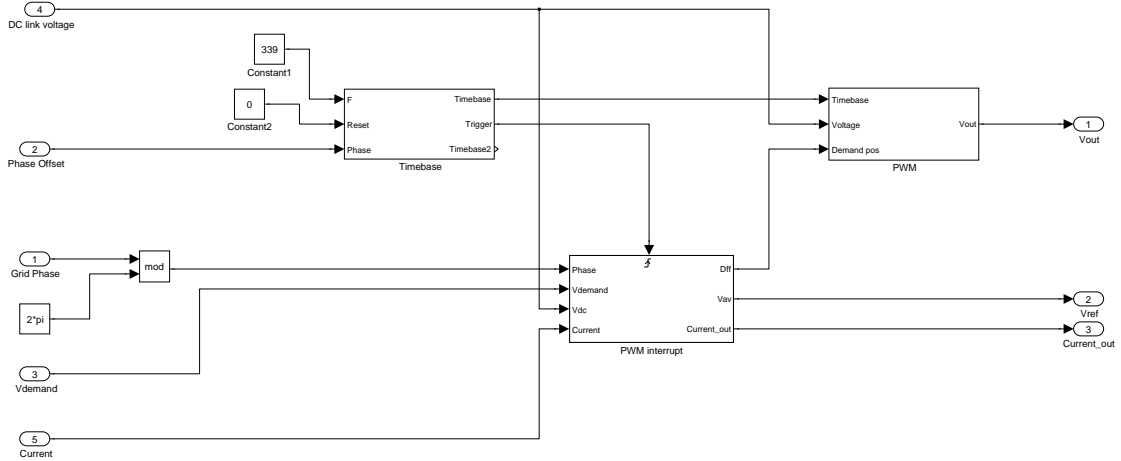 4
DC link voltage
339
Constant1
0
Constant2
2
Phase Offset
F
Reset
Phase
Timebase
Trigger
Timebase2
Timebase
Timebase
Voltage
Demand pos
Vout
PWM
1
Vout
1
Grid Phase
mod
2*pi
Phase
Vdemand
Vdc
Current
Dff
Vav
Current_out
PWM interrupt
2
Vref
3
Current_out
3
Vdemand
5
Current